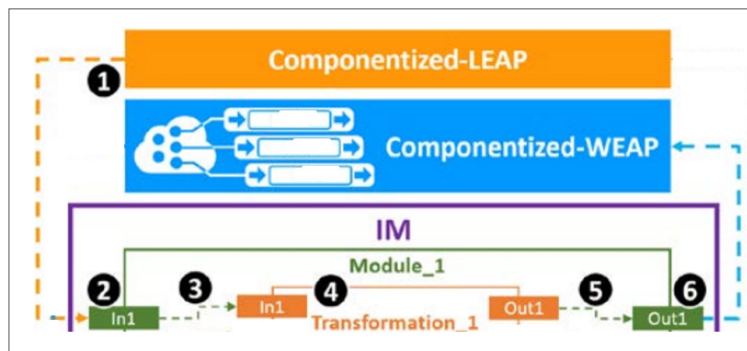 Componentized-LEAP
1
Componentized-WEAP
IM
Module_1
2
3
4
5
6
In1
In1
Out1
Out1
Transformation_1